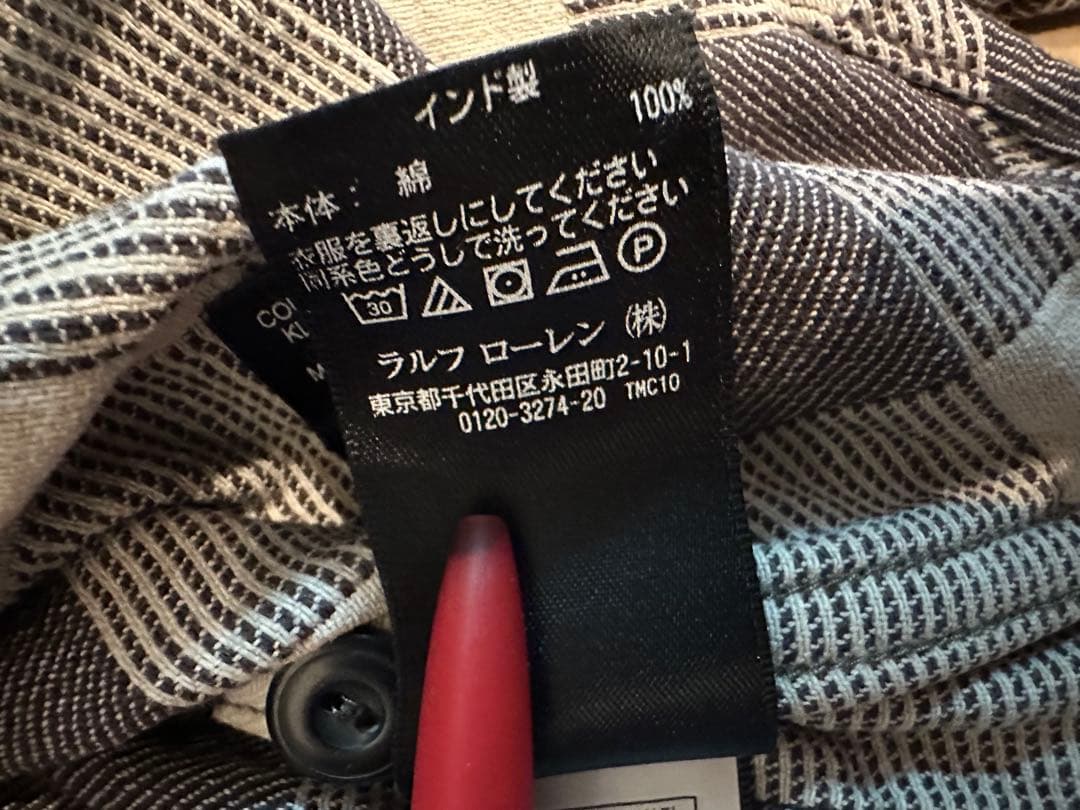 インド製
本体： 綿 100%
衣服を裏返しにしてください
同系色どうしで洗ってください
30 P
ラルフ ローレン (株)
東京都千代田区永田町2-10-1
0120-3274-20 TMC10